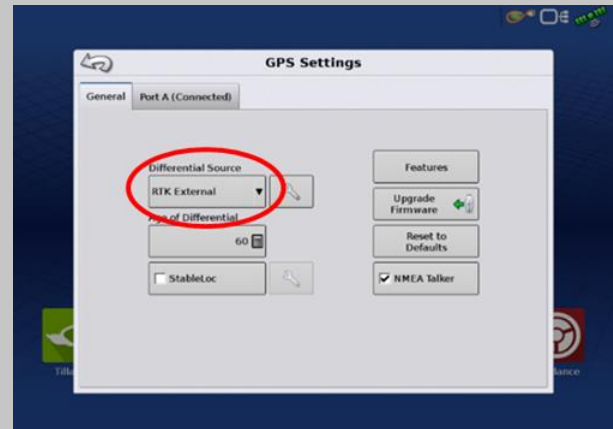 GPS Settings
General Port A (Connected)
Differential Source
RTK External
Age of Differential
60
StableLoc
Features
Upgrade
Firmware
Reset to
Defaults
NMEA Talker